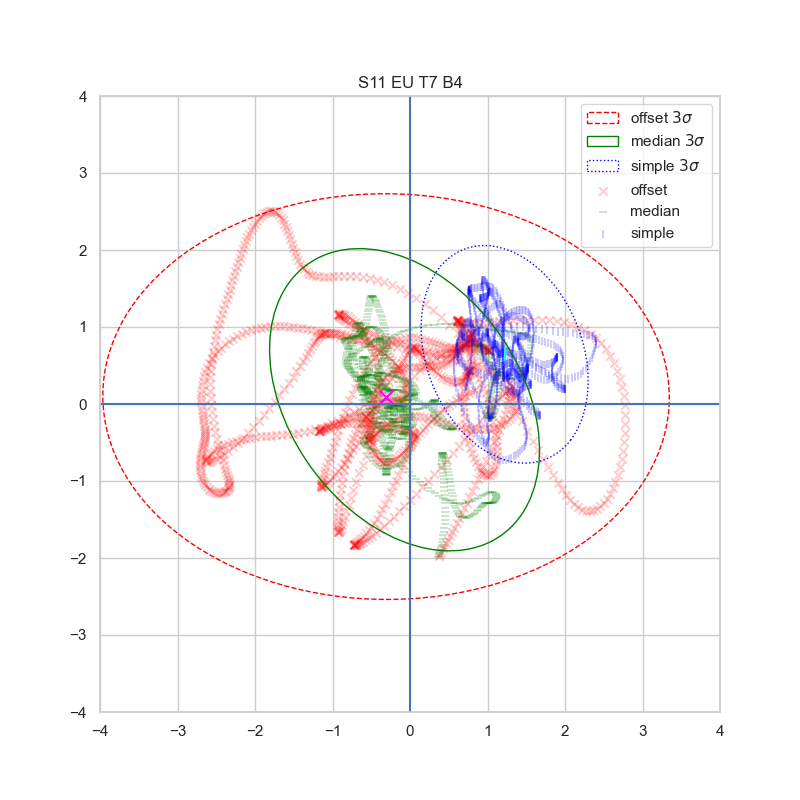 S11 EU T7 B4
offset 3σ
median 3σ
simple 3σ
offset
median
simple
4
3
2
1
0
−1
−2
−3
−4
−4 −3 −2 −1 0 1 2 3 4